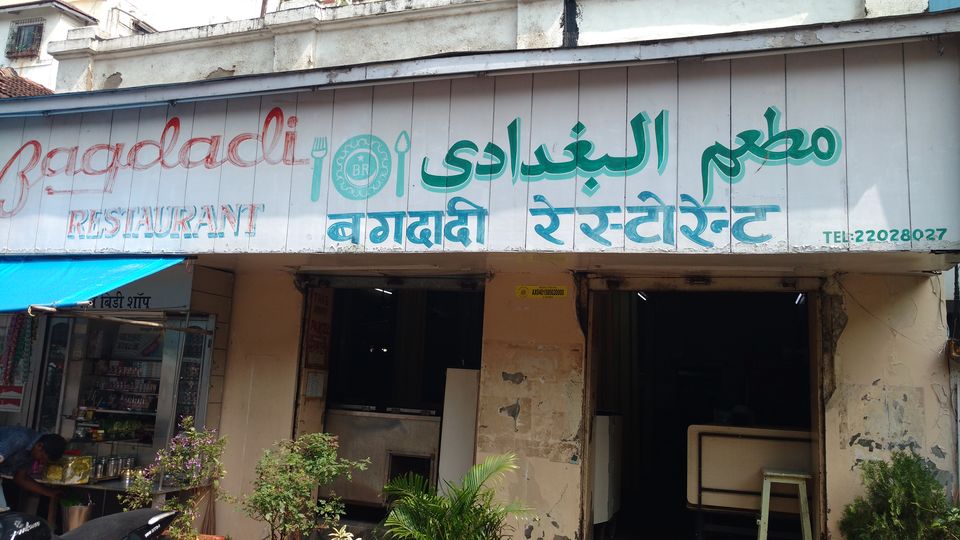 Bagdadi
RESTAURANT
BR
مطعم البغدادى
बगदादी रेस्टोरेन्ट
TEL:22028027
बिडी शॉप